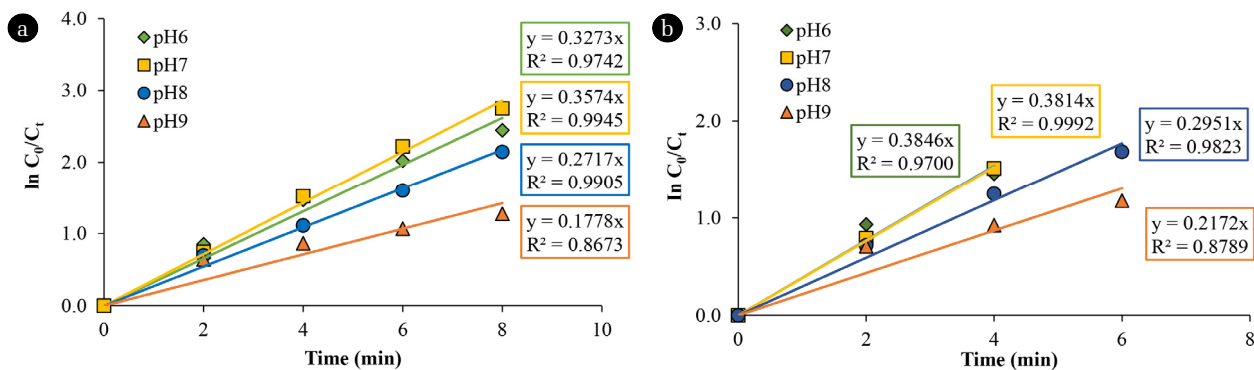 a
ln C₀/Cₜ
4.0
3.0
2.0
1.0
0.0
0
2
4
6
8
10
Time (min)
pH6
pH7
pH8
pH9
y = 0.3273x
R² = 0.9742
y = 0.3574x
R² = 0.9945
y = 0.2717x
R² = 0.9905
y = 0.1778x
R² = 0.8673
b
ln C₀/Cₜ
3.0
2.0
1.0
0.0
0
2
4
6
8
Time (min)
pH6
pH7
pH8
pH9
y = 0.3846x
R² = 0.9700
y = 0.3814x
R² = 0.9992
y = 0.2951x
R² = 0.9823
y = 0.2172x
R² = 0.8789